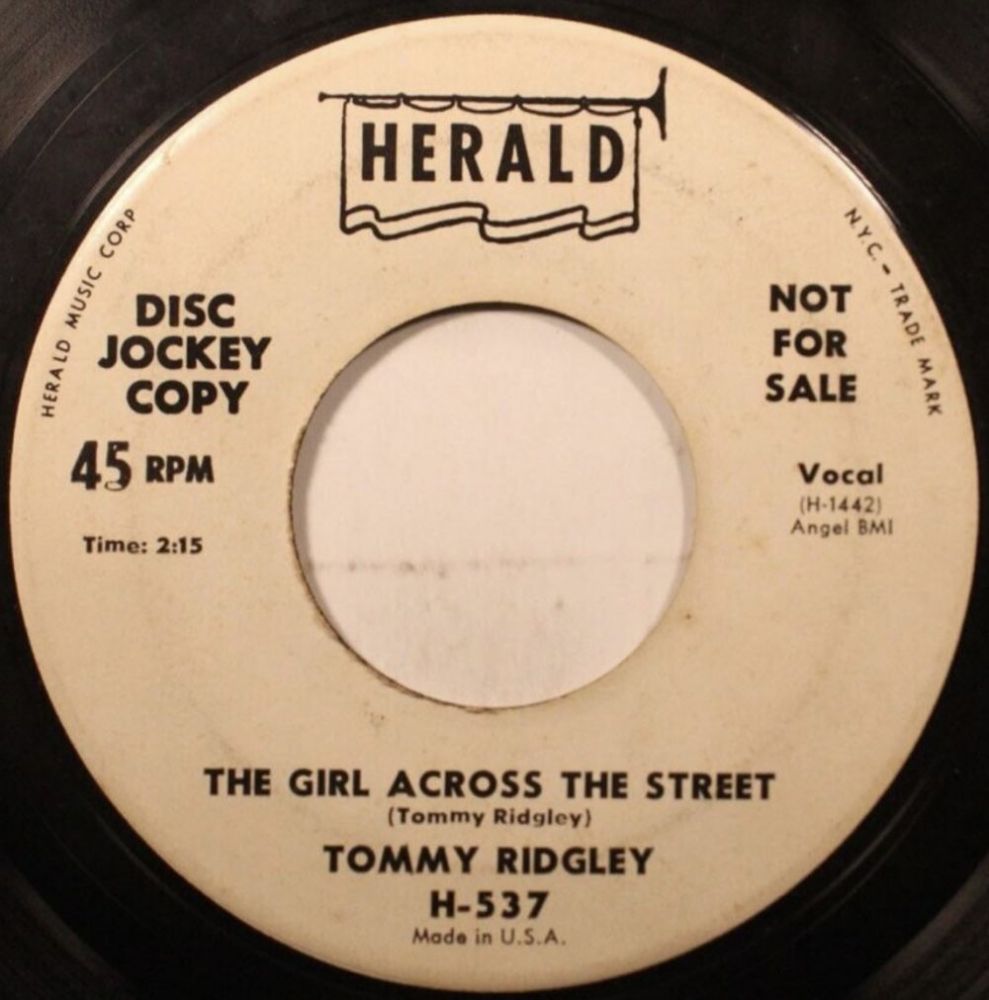 HERALD
HERALD MUSIC CORP
N.Y.C. - TRADE MARK
DISC
JOCKEY
COPY
45 RPM
Time: 2:15
NOT
FOR
SALE
Vocal
(H-1442)
Angel BMI
THE GIRL ACROSS THE STREET
(Tommy Ridgley)
TOMMY RIDGLEY
H-537
Made in U.S.A.